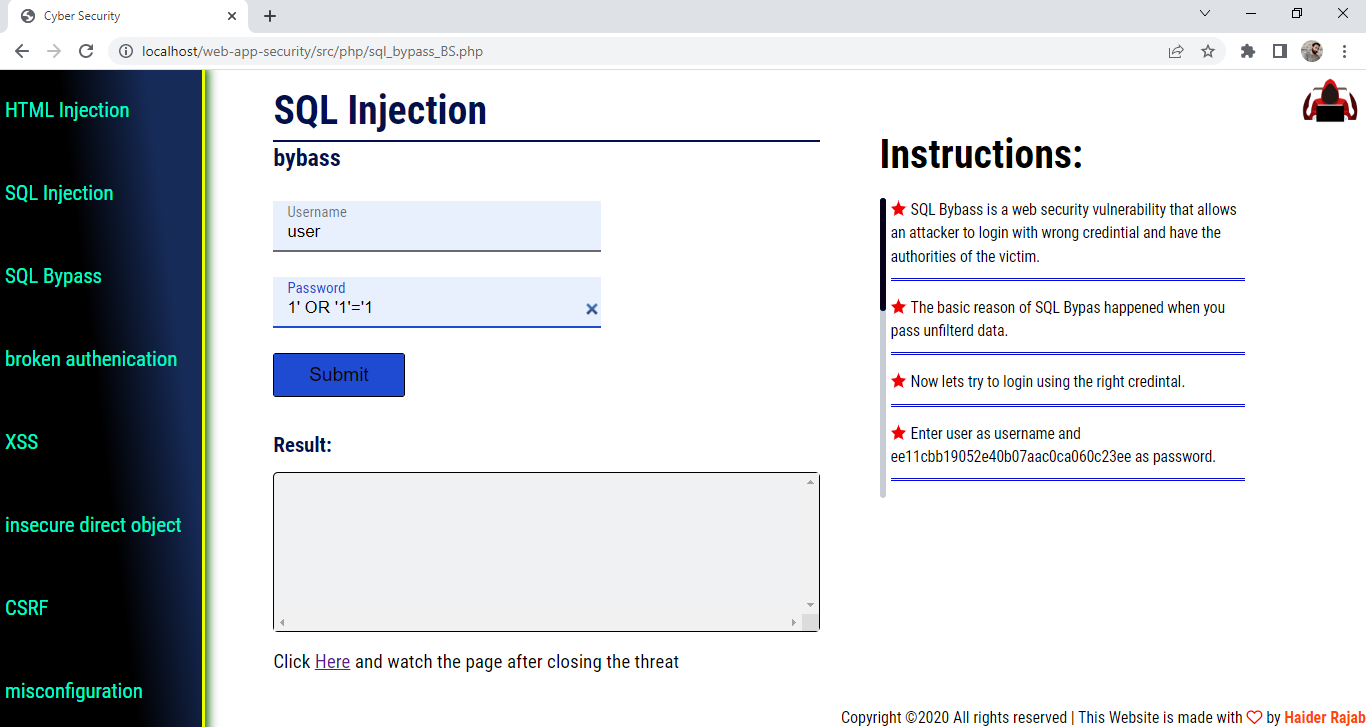 Cyber Security
localhost/web-app-security/src/php/sql_bypass_BS.php
HTML Injection
SQL Injection
SQL Bypass
broken authenication
XSS
insecure direct object
CSRF
misconfiguration
SQL Injection
bybass
Username
user
Password
1' OR '1'='1
Submit
Result:
Click Here and watch the page after closing the threat
Instructions:
SQL Bypass is a web security vulnerability that allows
an attacker to login with wrong credintial and have the
authorities of the victim.
The basic reason of SQL Bypas happened when you
pass unfilterd data.
Now lets try to login using the right credintal.
Enter user as username and
ee11cbb19052e40b07aac0ca060c23ee as password.
Copyright ©2020 All rights reserved | This Website is made with ♡ by Haider Rajab